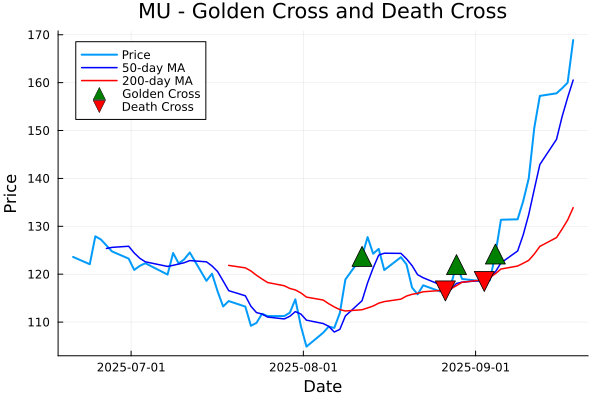 MU - Golden Cross and Death Cross
170
160
150
140
130
120
110
Price
50-day MA
200-day MA
Golden Cross
Death Cross
Price
2025-07-01
2025-08-01
2025-09-01
Date